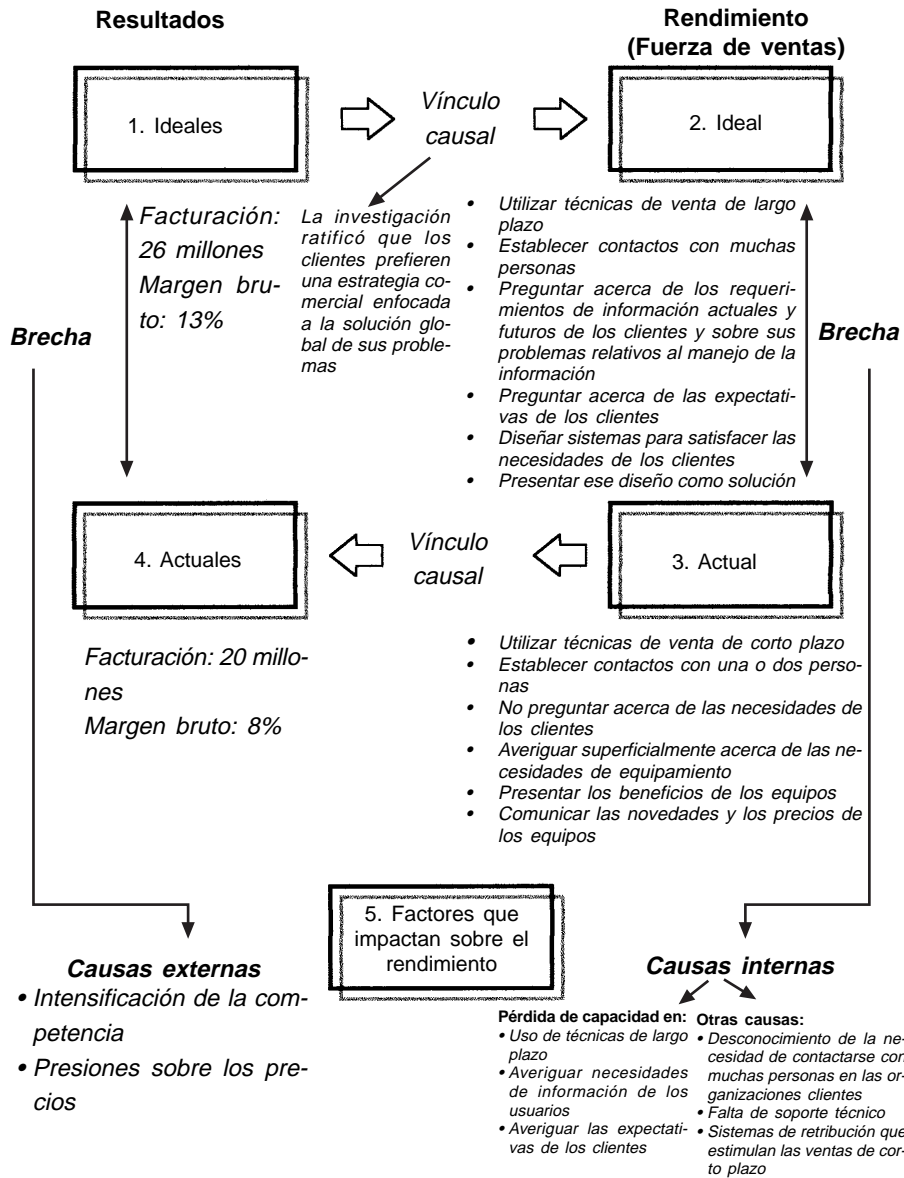 Resultados
Rendimiento
(Fuerza de ventas)
1. Ideales
Vínculo
causal
2. Ideal
Facturación:
26 millones
Margen bru-
to: 13%
La investigación
ratificó que los
clientes prefieren
una estrategia co-
mercial enfocada
a la solución glo-
bal de sus proble-
mas
• Utilizar técnicas de venta de largo
plazo
• Establecer contactos con muchas
personas
• Preguntar acerca de los requeri-
mientos de información actuales y
futuros de los clientes y sobre sus
problemas relativos al manejo de la
información
• Preguntar acerca de las expectati-
vas de los clientes
• Diseñar sistemas para satisfacer las
necesidades de los clientes
• Presentar ese diseño como solución
Brecha
Brecha
4. Actuales
Vínculo
causal
3. Actual
Facturación: 20 millo-
nes
Margen bruto: 8%
• Utilizar técnicas de venta de corto plazo
• Establecer contactos con una o dos perso-
nas
• No preguntar acerca de las necesidades de
los clientes
• Averiguar superficialmente acerca de las ne-
cesidades de equipamiento
• Presentar los beneficios de los equipos
• Comunicar las novedades y los precios de
los equipos
5. Factores que
impactan sobre el
rendimiento
Causas externas
• Intensificación de la com-
petencia
• Presiones sobre los pre-
cios
Causas internas
Pérdida de capacidad en:
• Uso de técnicas de largo
plazo
• Averiguar necesidades
de información de los
usuarios
• Averiguar las expectati-
vas de los clientes
Otras causas:
• Desconocimiento de la ne-
cesidad de contactarse con
muchas personas en las or-
ganizaciones clientes
• Falta de soporte técnico
• Sistemas de retribución que
estimulan las ventas de cor-
to plazo